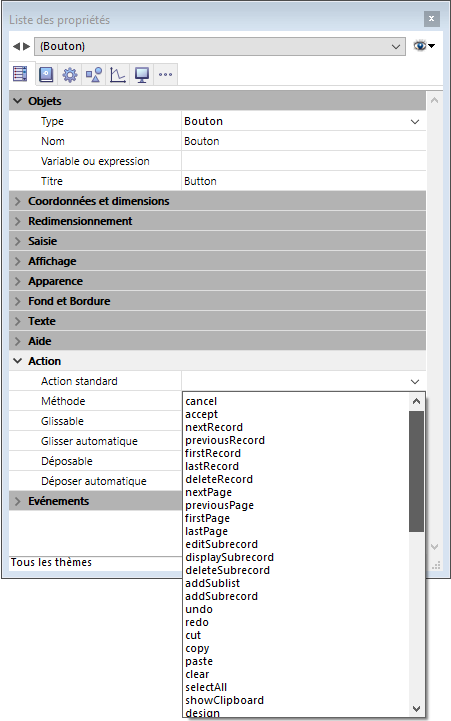 Liste des propriétés
(Bouton)
Objets
Type Bouton
Nom Bouton
Variable ou expression
Titre Button
Coordonnées et dimensions
Redimensionnement
Saisie
Affichage
Apparence
Fond et Bordure
Texte
Aide
Action
Action standard
Méthode
Glissable
Glisser automatique
Déposable
Déposer automatique
Evénements
Tous les thèmes
cancel
accept
nextRecord
previousRecord
firstRecord
lastRecord
deleteRecord
nextPage
previousPage
firstPage
lastPage
editSubrecord
displaySubrecord
deleteSubrecord
addSublist
addSubrecord
undo
redo
cut
copy
paste
clear
selectAll
showClipboard
design